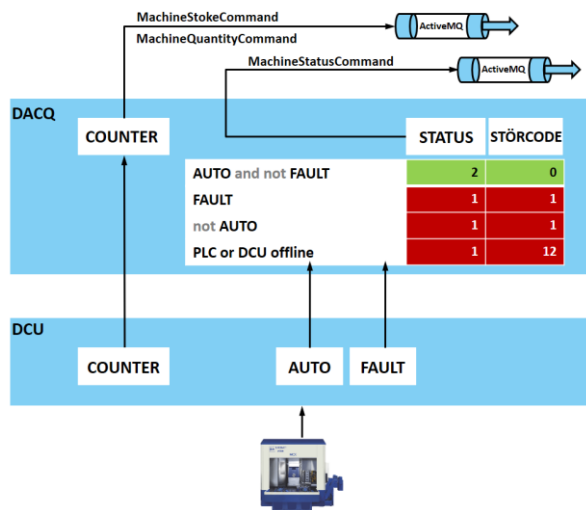 MachineStokeCommand
ActiveMQ
MachineQuantityCommand
MachineStatusCommand
ActiveMQ
DACQ
COUNTER
STATUS STÖRCODE
AUTO and not FAULT 2 0
FAULT 1 1
not AUTO 1 1
PLC or DCU offline 1 12
DCU
COUNTER AUTO FAULT